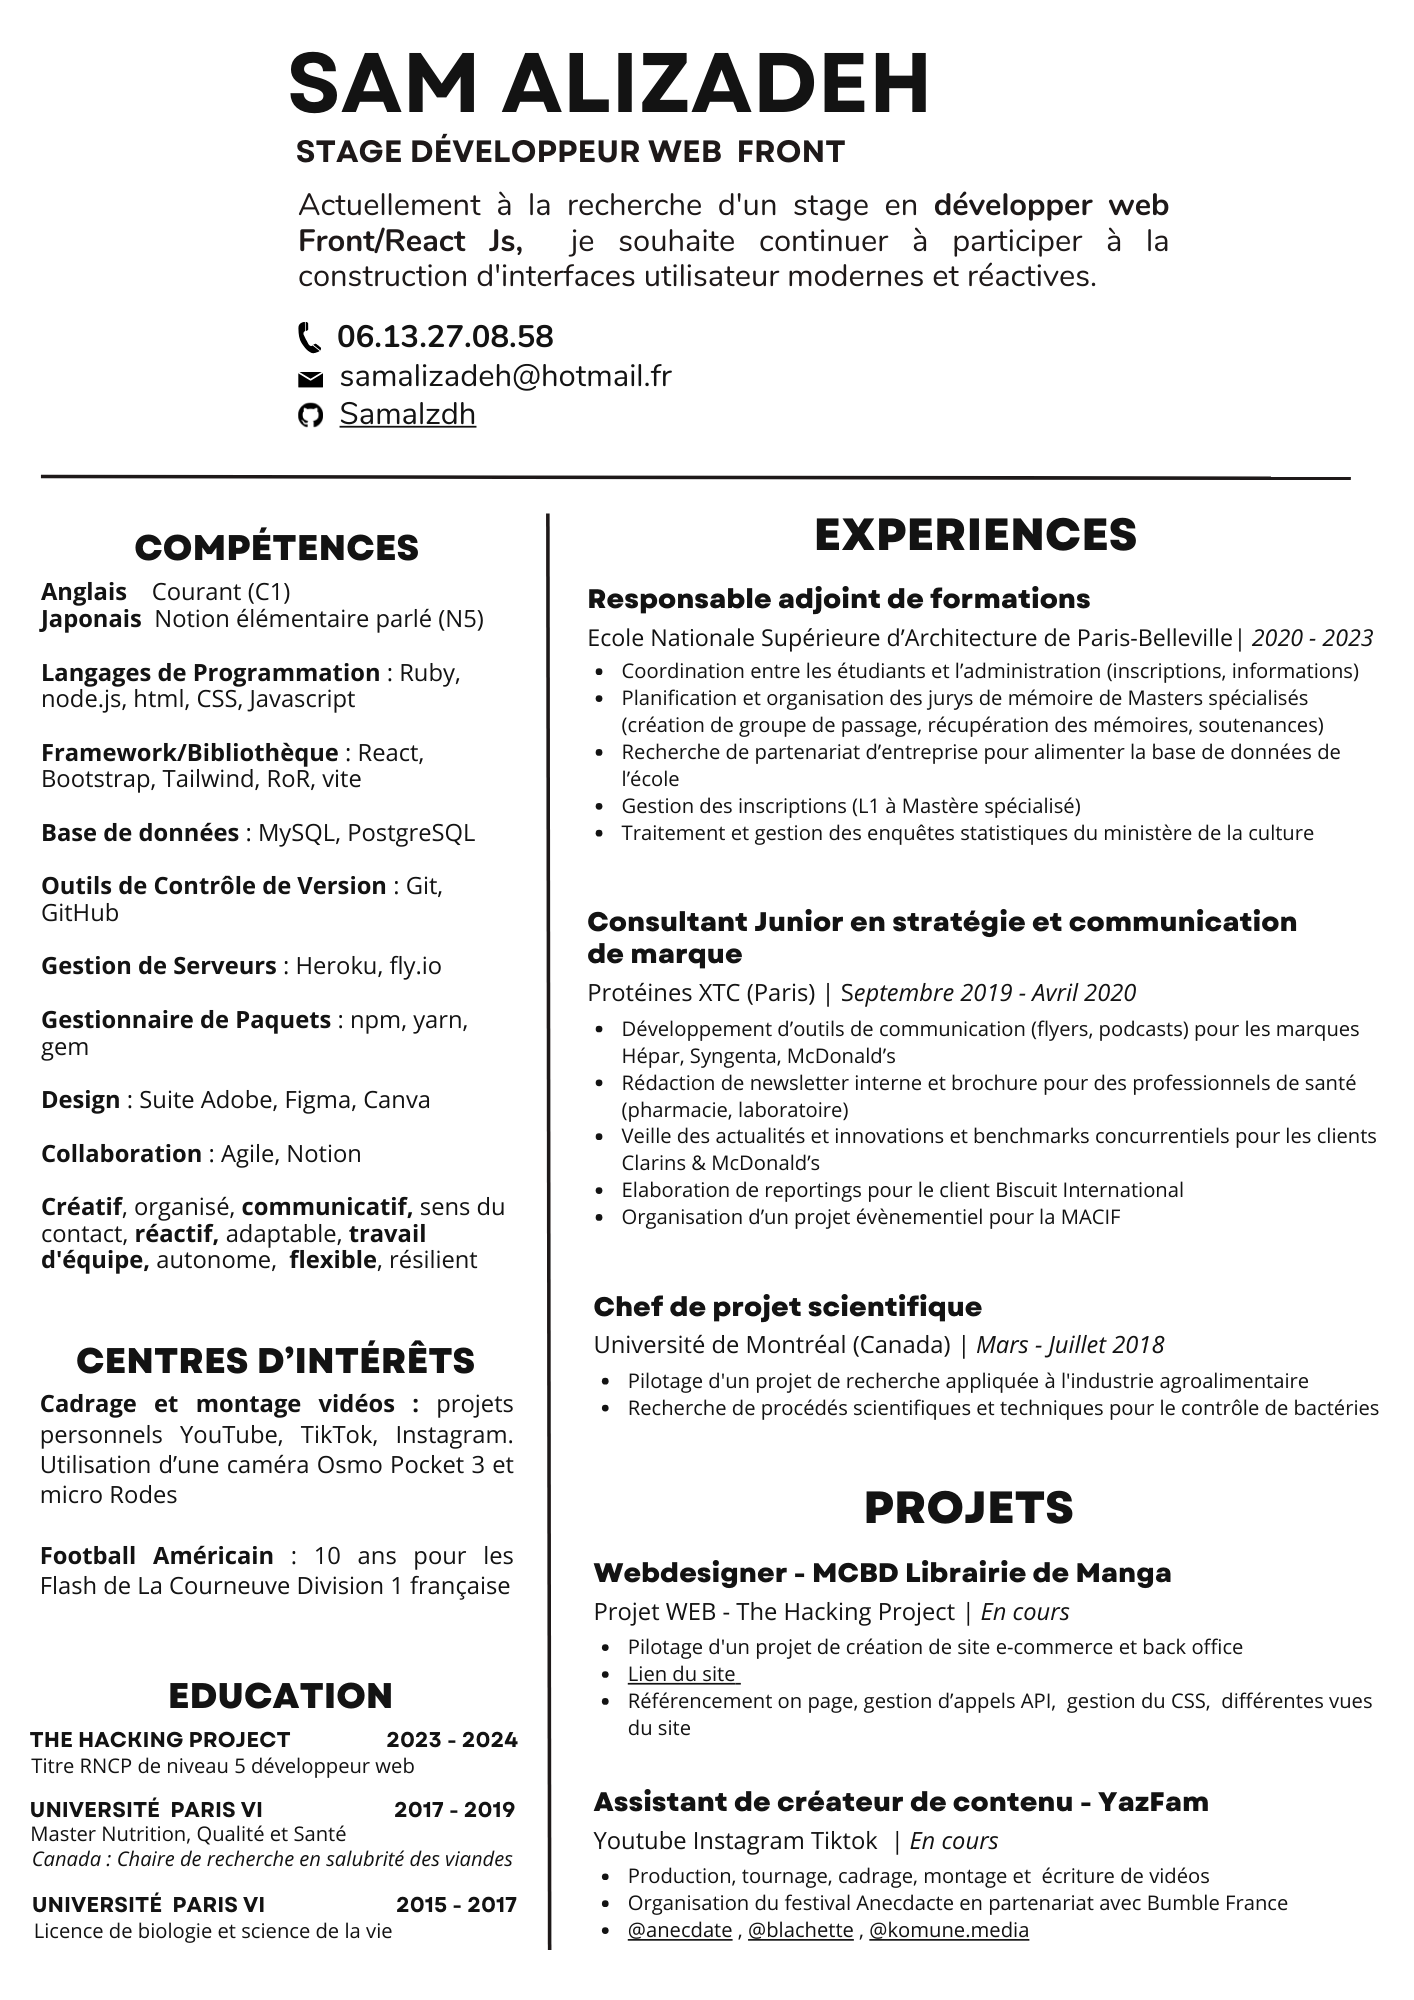 SAM ALIZADEH
STAGE DÉVELOPPEUR WEB  FRONT
Actuellement à la recherche d'un stage en développer web
Front/React Js,  je souhaite continuer à participer à la
construction d'interfaces utilisateur modernes et réactives.
06.13.27.08.58
samalizadeh@hotmail.fr
Samalzdh
COMPÉTENCES
Anglais    Courant (C1)
Japonais  Notion élémentaire parlé (N5)
Langages de Programmation : Ruby,
node.js, html, CSS, Javascript
Framework/Bibliothèque : React,
Bootstrap, Tailwind, RoR, vite
Base de données : MySQL, PostgreSQL
Outils de Contrôle de Version : Git,
GitHub
Gestion de Serveurs : Heroku, fly.io
Gestionnaire de Paquets : npm, yarn,
gem
Design : Suite Adobe, Figma, Canva
Collaboration : Agile, Notion
Créatif, organisé, communicatif, sens du
contact, réactif, adaptable, travail
d'équipe, autonome,  flexible, résilient
CENTRES D’INTÉRÊTS
Cadrage et montage vidéos : projets
personnels YouTube, TikTok, Instagram.
Utilisation d’une caméra Osmo Pocket 3 et
micro Rodes
Football Américain : 10 ans pour les
Flash de La Courneuve Division 1 française
EDUCATION
THE HACKING PROJECT 2023 - 2024
Titre RNCP de niveau 5 développeur web
UNIVERSITÉ  PARIS VI 2017 - 2019
Master Nutrition, Qualité et Santé
Canada : Chaire de recherche en salubrité des viandes
UNIVERSITÉ  PARIS VI 2015 - 2017
Licence de biologie et science de la vie
EXPERIENCES
Responsable adjoint de formations
Ecole Nationale Supérieure d’Architecture de Paris-Belleville| 2020 - 2023
• Coordination entre les étudiants et l’administration (inscriptions, informations)
• Planification et organisation des jurys de mémoire de Masters spécialisés
(création de groupe de passage, récupération des mémoires, soutenances)
• Recherche de partenariat d’entreprise pour alimenter la base de données de
l’école
• Gestion des inscriptions (L1 à Mastère spécialisé)
• Traitement et gestion des enquêtes statistiques du ministère de la culture
Consultant Junior en stratégie et communication
de marque
Protéines XTC (Paris) | Septembre 2019 - Avril 2020
• Développement d’outils de communication (flyers, podcasts) pour les marques
Hépar, Syngenta, McDonald’s
• Rédaction de newsletter interne et brochure pour des professionnels de santé
(pharmacie, laboratoire)
• Veille des actualités et innovations et benchmarks concurrentiels pour les clients
Clarins & McDonald’s
• Elaboration de reportings pour le client Biscuit International
• Organisation d’un projet évènementiel pour la MACIF
Chef de projet scientifique
Université de Montréal (Canada) | Mars - Juillet 2018
• Pilotage d'un projet de recherche appliquée à l'industrie agroalimentaire
• Recherche de procédés scientifiques et techniques pour le contrôle de bactéries
PROJETS
Webdesigner - MCBD Librairie de Manga
Projet WEB - The Hacking Project | En cours
• Pilotage d'un projet de création de site e-commerce et back office
• Lien du site
• Référencement on page, gestion d’appels API,  gestion du CSS,  différentes vues
du site
Assistant de créateur de contenu - YazFam
Youtube Instagram Tiktok  | En cours
• Production, tournage, cadrage, montage et  écriture de vidéos
• Organisation du festival Anecdacte en partenariat avec Bumble France
• @anecdate , @blachette , @komune.media